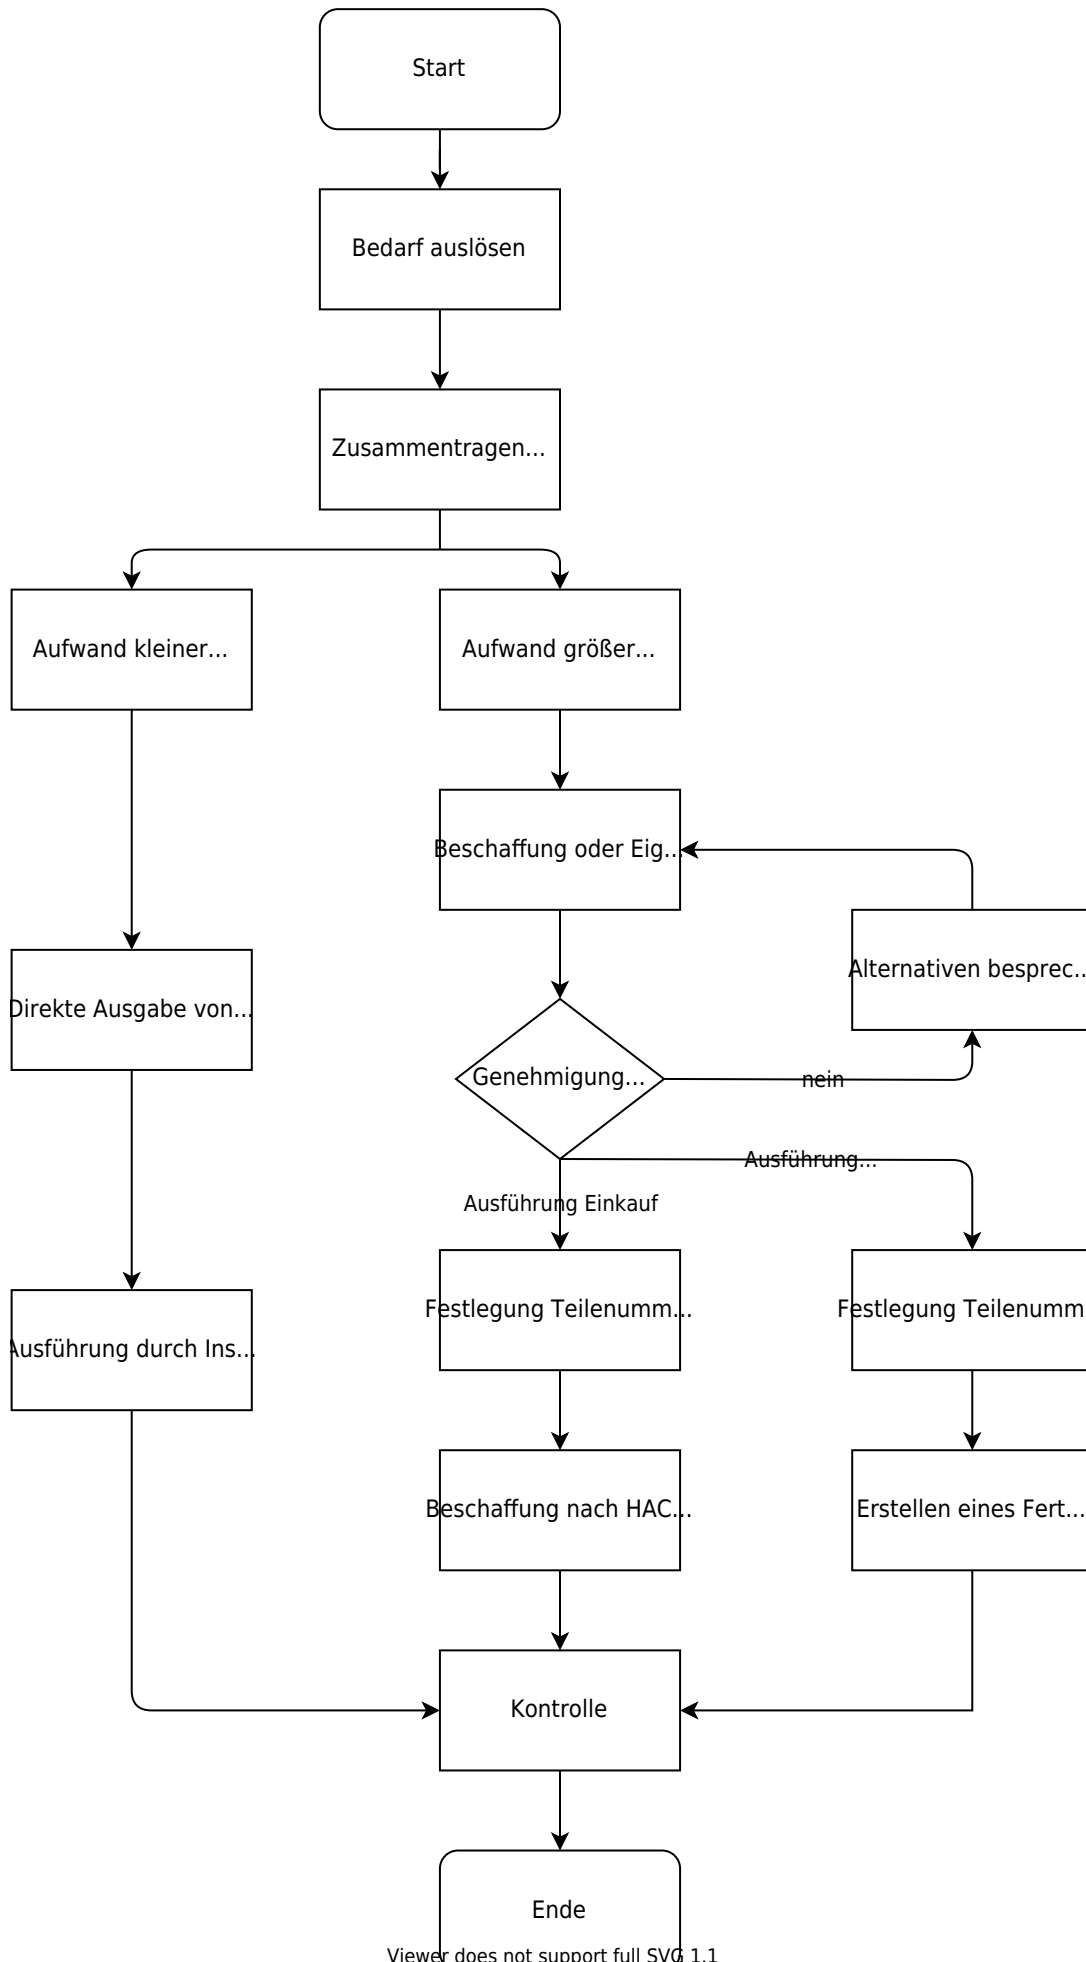 Start
Bedarf auslösen
Zusammentragen...
Aufwand kleiner...
Aufwand größer...
Beschaffung oder Eig...
Alternativen besprec...
Direkte Ausgabe von...
Genehmigung...
nein
Ausführung...
Ausführung Einkauf
Festlegung Teilenumm...
Festlegung Teilenumm
Ausführung durch Ins...
Beschaffung nach HAC...
Erstellen eines Fert...
Kontrolle
Ende
Viewer does not support full SVG 1.1